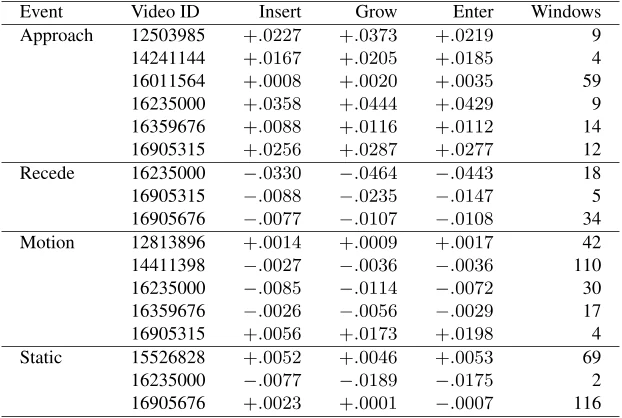 Event Video ID Insert Grow Enter Windows
Approach 12503985 +.0227 +.0373 +.0219 9
14241144 +.0167 +.0205 +.0185 4
16011564 +.0008 +.0020 +.0035 59
16235000 +.0358 +.0444 +.0429 9
16359676 +.0088 +.0116 +.0112 14
16905315 +.0256 +.0287 +.0277 12
Recede 16235000 −.0330 −.0464 −.0443 18
16905315 −.0088 −.0235 −.0147 5
16905676 −.0077 −.0107 −.0108 34
Motion 12813896 +.0014 +.0009 +.0017 42
14411398 −.0027 −.0036 −.0036 110
16235000 −.0085 −.0114 −.0072 30
16359676 −.0026 −.0056 −.0029 17
16905315 +.0056 +.0173 +.0198 4
Static 15526828 +.0052 +.0046 +.0053 69
16235000 −.0077 −.0189 −.0175 2
16905676 +.0023 +.0001 −.0007 116